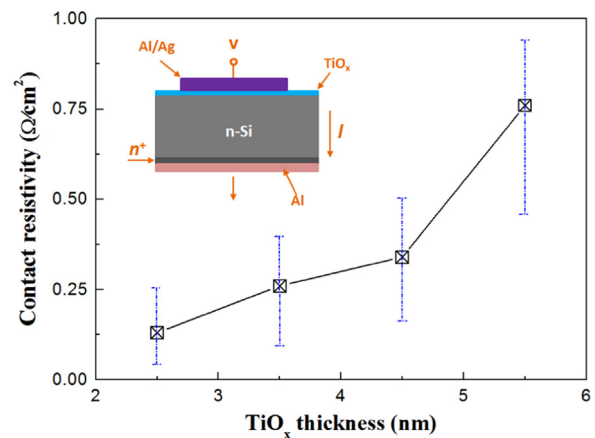 1.00
0.75
0.50
0.25
0.00
Contact resistivity (Ω/cm²)
Al/Ag
V
TiOₓ
n-Si
I
n⁺
Al
2
3
4
5
6
TiOₓ thickness (nm)